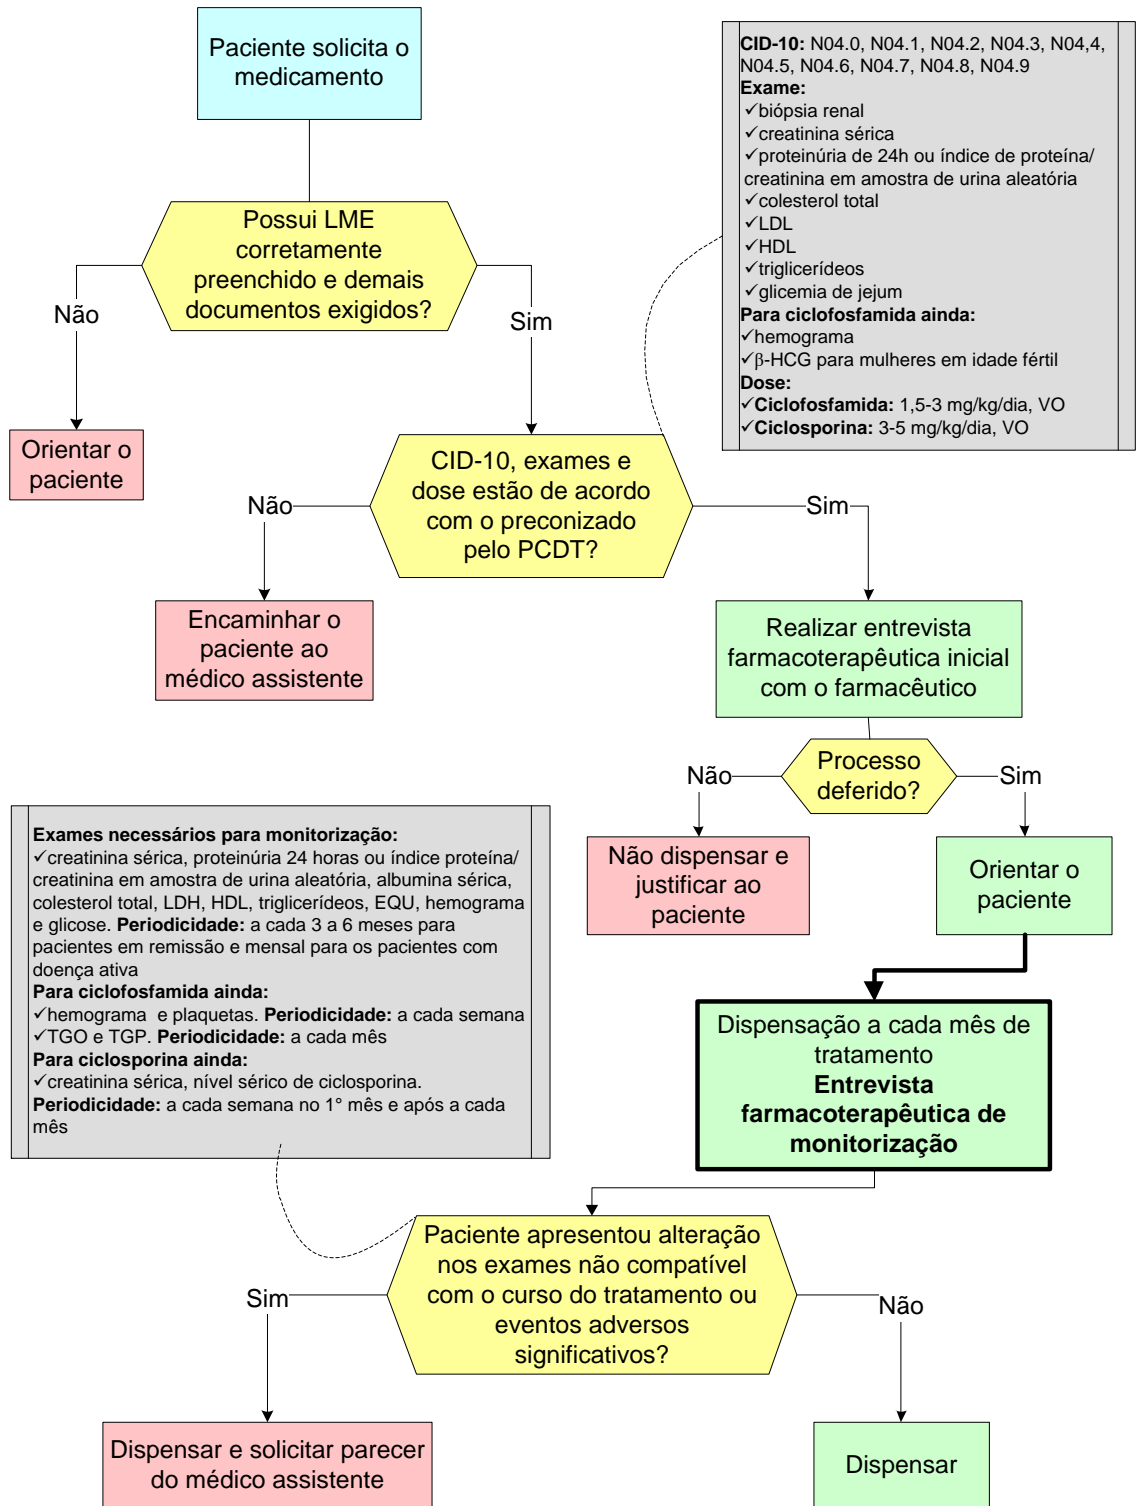 Paciente solicita o
medicamento
CID-10: N04.0, N04.1, N04.2, N04.3, N04,4,
N04.5, N04.6, N04.7, N04.8, N04.9
Exame:
✓biópsia renal
✓creatinina sérica
✓proteinúria de 24h ou índice de proteína/
creatinina em amostra de urina aleatória
✓colesterol total
✓LDL
✓HDL
✓triglicerídeos
✓glicemia de jejum
Para ciclofosfamida ainda:
✓hemograma
✓β-HCG para mulheres em idade fértil
Dose:
✓Ciclofosfamida: 1,5-3 mg/kg/dia, VO
✓Ciclosporina: 3-5 mg/kg/dia, VO
Possui LME
corretamente
preenchido e demais
documentos exigidos?
Não
Sim
Orientar o
paciente
CID-10, exames e
dose estão de acordo
com o preconizado
pelo PCDT?
Não
Sim
Encaminhar o
paciente ao
médico assistente
Realizar entrevista
farmacoterapêutica inicial
com o farmacêutico
Processo
deferido?
Não
Sim
Não dispensar e
justificar ao
paciente
Orientar o
paciente
Exames necessários para monitorização:
✓creatinina sérica, proteinúria 24 horas ou índice proteína/
creatinina em amostra de urina aleatória, albumina sérica,
colesterol total, LDH, HDL, triglicerídeos, EQU, hemograma
e glicose. Periodicidade: a cada 3 a 6 meses para
pacientes em remissão e mensal para os pacientes com
doença ativa
Para ciclofosfamida ainda:
✓hemograma e plaquetas. Periodicidade: a cada semana
✓TGO e TGP. Periodicidade: a cada mês
Para ciclosporina ainda:
✓creatinina sérica, nível sérico de ciclosporina.
Periodicidade: a cada semana no 1° mês e após a cada
mês
Dispensação a cada mês de
tratamento
Entrevista
farmacoterapêutica de
monitorização
Paciente apresentou alteração
nos exames não compatível
com o curso do tratamento ou
eventos adversos
significativos?
Sim
Não
Dispensar e solicitar parecer
do médico assistente
Dispensar